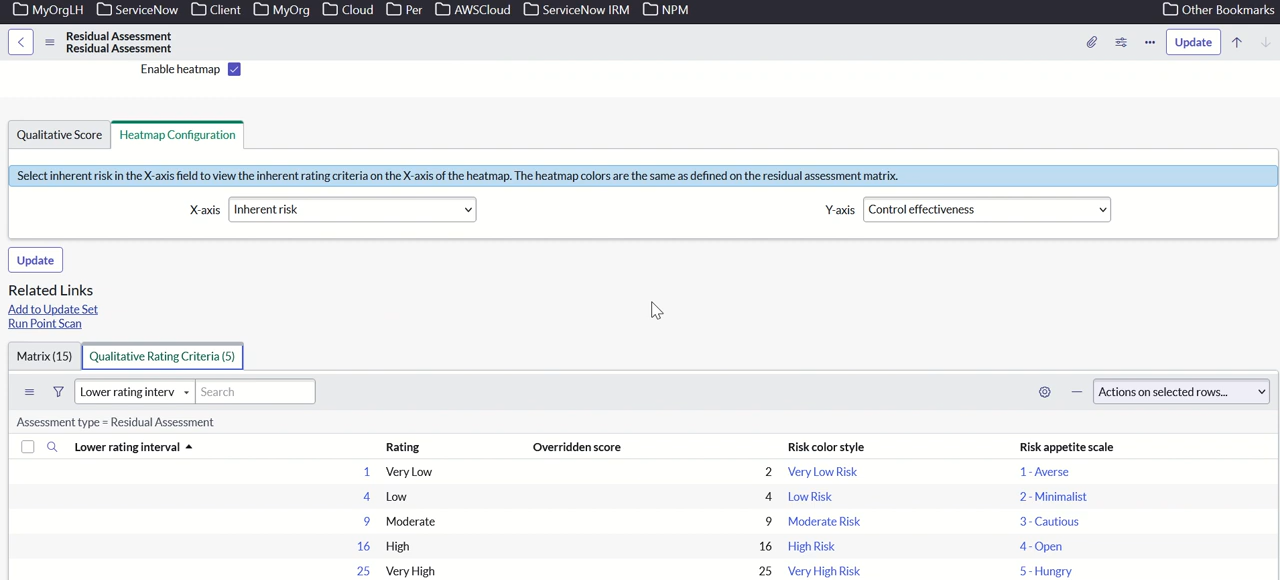 MyOrgLH ServiceNow Client MyOrg Cloud Per AWSCloud ServiceNow IRM NPM Other Bookmarks
Residual Assessment
Residual Assessment
Update
Enable heatmap
Qualitative Score Heatmap Configuration
Select inherent risk in the X-axis field to view the inherent rating criteria on the X-axis of the heatmap. The heatmap colors are the same as defined on the residual assessment matrix.
X-axis Inherent risk Y-axis Control effectiveness
Update
Related Links
Add to Update Set
Run Point Scan
Matrix (15) Qualitative Rating Criteria (5)
Lower rating interv Search Actions on selected rows...
Assessment type = Residual Assessment
Lower rating interval Rating Overridden score Risk color style Risk appetite scale
1 Very Low 2 Very Low Risk 1 - Averse
4 Low 4 Low Risk 2 - Minimalist
9 Moderate 9 Moderate Risk 3 - Cautious
16 High 16 High Risk 4 - Open
25 Very High 25 Very High Risk 5 - Hungry